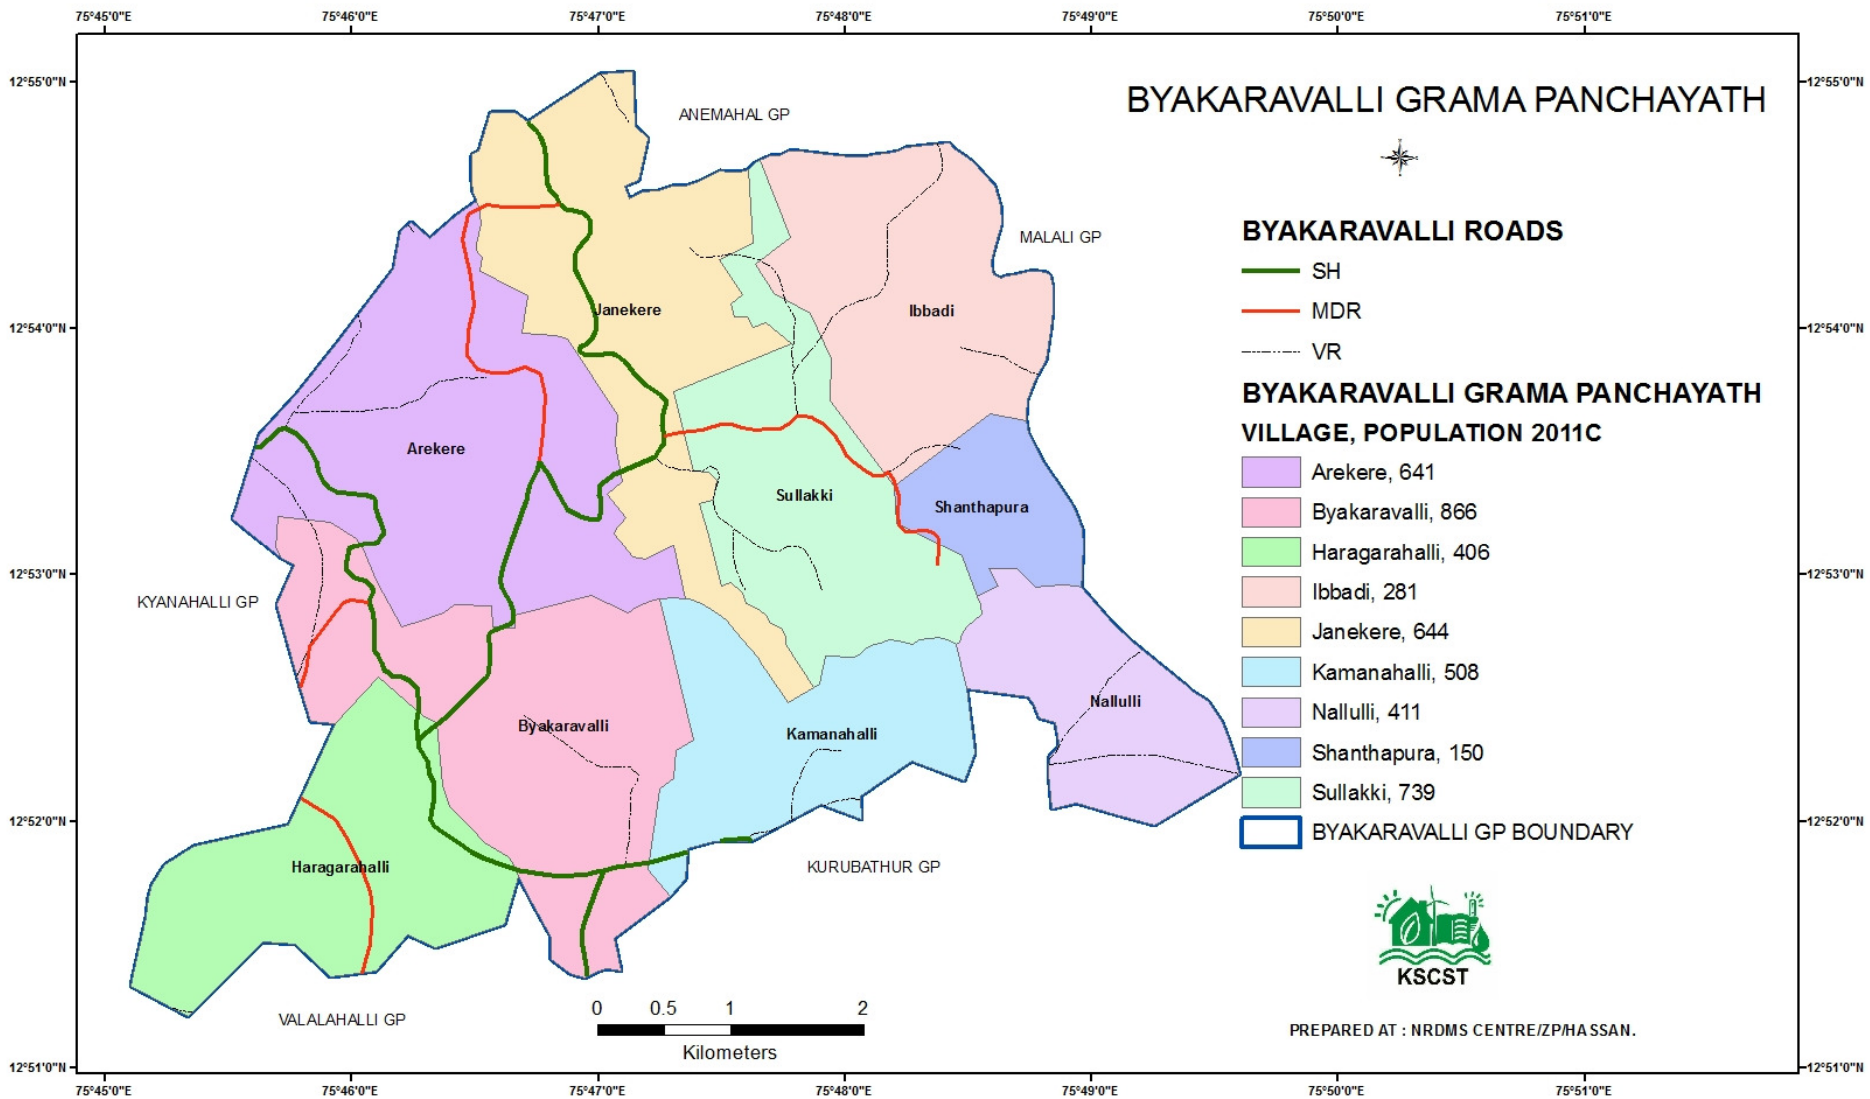 75°45'0"E 75°46'0"E 75°47'0"E 75°48'0"E 75°49'0"E 75°50'0"E 75°51'0"E
12°55'0"N 12°55'0"N
BYAKARAVALLI GRAMA PANCHAYATH
ANEMAHAL GP
MALALI GP
BYAKARAVALLI ROADS
SH
MDR
VR
Janekere
Ibbadi
12°54'0"N 12°54'0"N
BYAKARAVALLI GRAMA PANCHAYATH
VILLAGE, POPULATION 2011C
Arekere, 641
Byakaravalli, 866
Haragarahalli, 406
Ibbadi, 281
Janekere, 644
Kamanahalli, 508
Nallulli, 411
Shanthapura, 150
Sullakki, 739
BYAKARAVALLI GP BOUNDARY
Arekere
Sullakki
Shanthapura
12°53'0"N 12°53'0"N
KYANAHALLI GP
Nallulli
Byakaravalli
Kamanahalli
12°52'0"N 12°52'0"N
Haragarahalli
KURUBATHUR GP
KSCST
VALALAHALLI GP
0 0.5 1 2
Kilometers
PREPARED AT : NRDMS CENTRE/ZP/HASSAN.
12°51'0"N 12°51'0"N
75°45'0"E 75°46'0"E 75°47'0"E 75°48'0"E 75°49'0"E 75°50'0"E 75°51'0"E